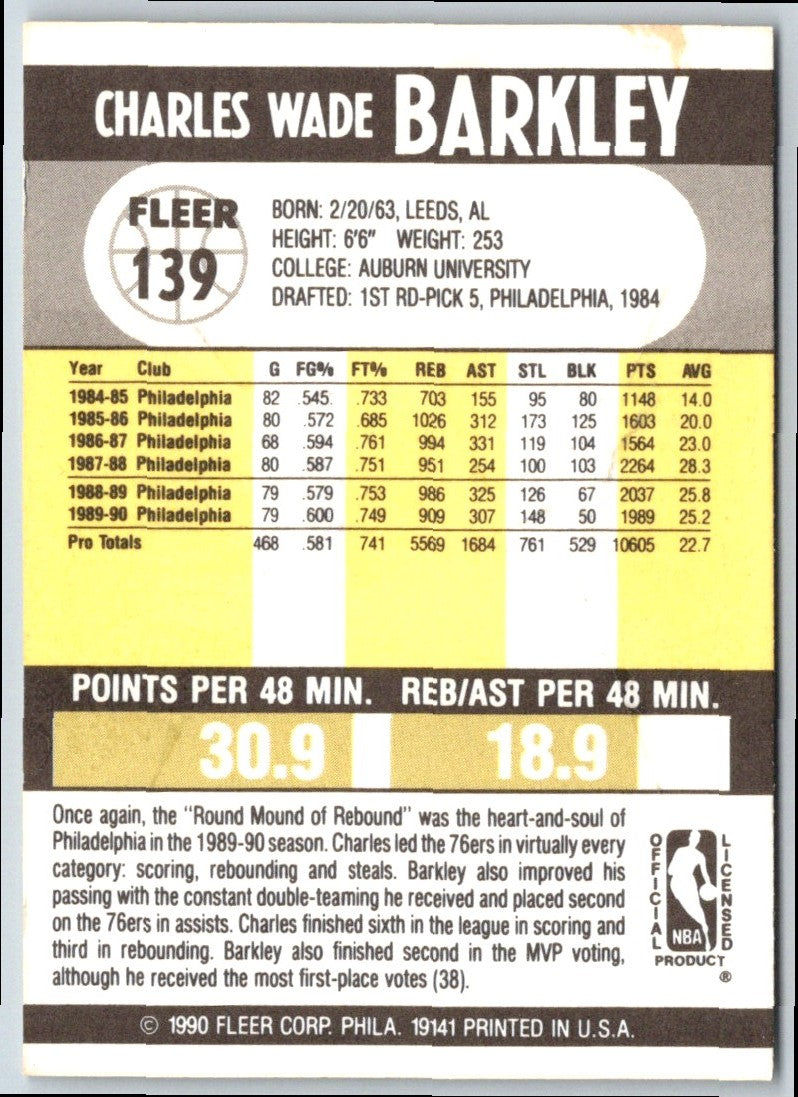 CHARLES WADE BARKLEY
FLEER
139
BORN: 2/20/63, LEEDS, AL
HEIGHT: 6'6" WEIGHT: 253
COLLEGE: AUBURN UNIVERSITY
DRAFTED: 1ST RD-PICK 5, PHILADELPHIA, 1984
Year Club G FG% FT% REB AST STL BLK PTS AVG
1984-85 Philadelphia 82 .545 .733 703 155 95 80 1148 14.0
1985-86 Philadelphia 80 .572 .685 1026 312 173 125 1603 20.0
1986-87 Philadelphia 68 .594 .761 994 331 119 104 1564 23.0
1987-88 Philadelphia 80 .587 .751 951 254 100 103 2264 28.3
1988-89 Philadelphia 79 .579 .753 986 325 126 67 2037 25.8
1989-90 Philadelphia 79 .600 .749 909 307 148 50 1989 25.2
Pro Totals 468 .581 741 5569 1684 761 529 10605 22.7
POINTS PER 48 MIN. REB/AST PER 48 MIN.
30.9 18.9
Once again, the "Round Mound of Rebound" was the heart-and-soul of
Philadelphia in the 1989-90 season. Charles led the 76ers in virtually every
category: scoring, rebounding and steals. Barkley also improved his
passing with the constant double-teaming he received and placed second
on the 76ers in assists. Charles finished sixth in the league in scoring and
third in rebounding. Barkley also finished second in the MVP voting,
although he received the most first-place votes (38).
OFFICIAL
LICENSED
NBA
PRODUCT
®
© 1990 FLEER CORP. PHILA. 19141 PRINTED IN U.S.A.